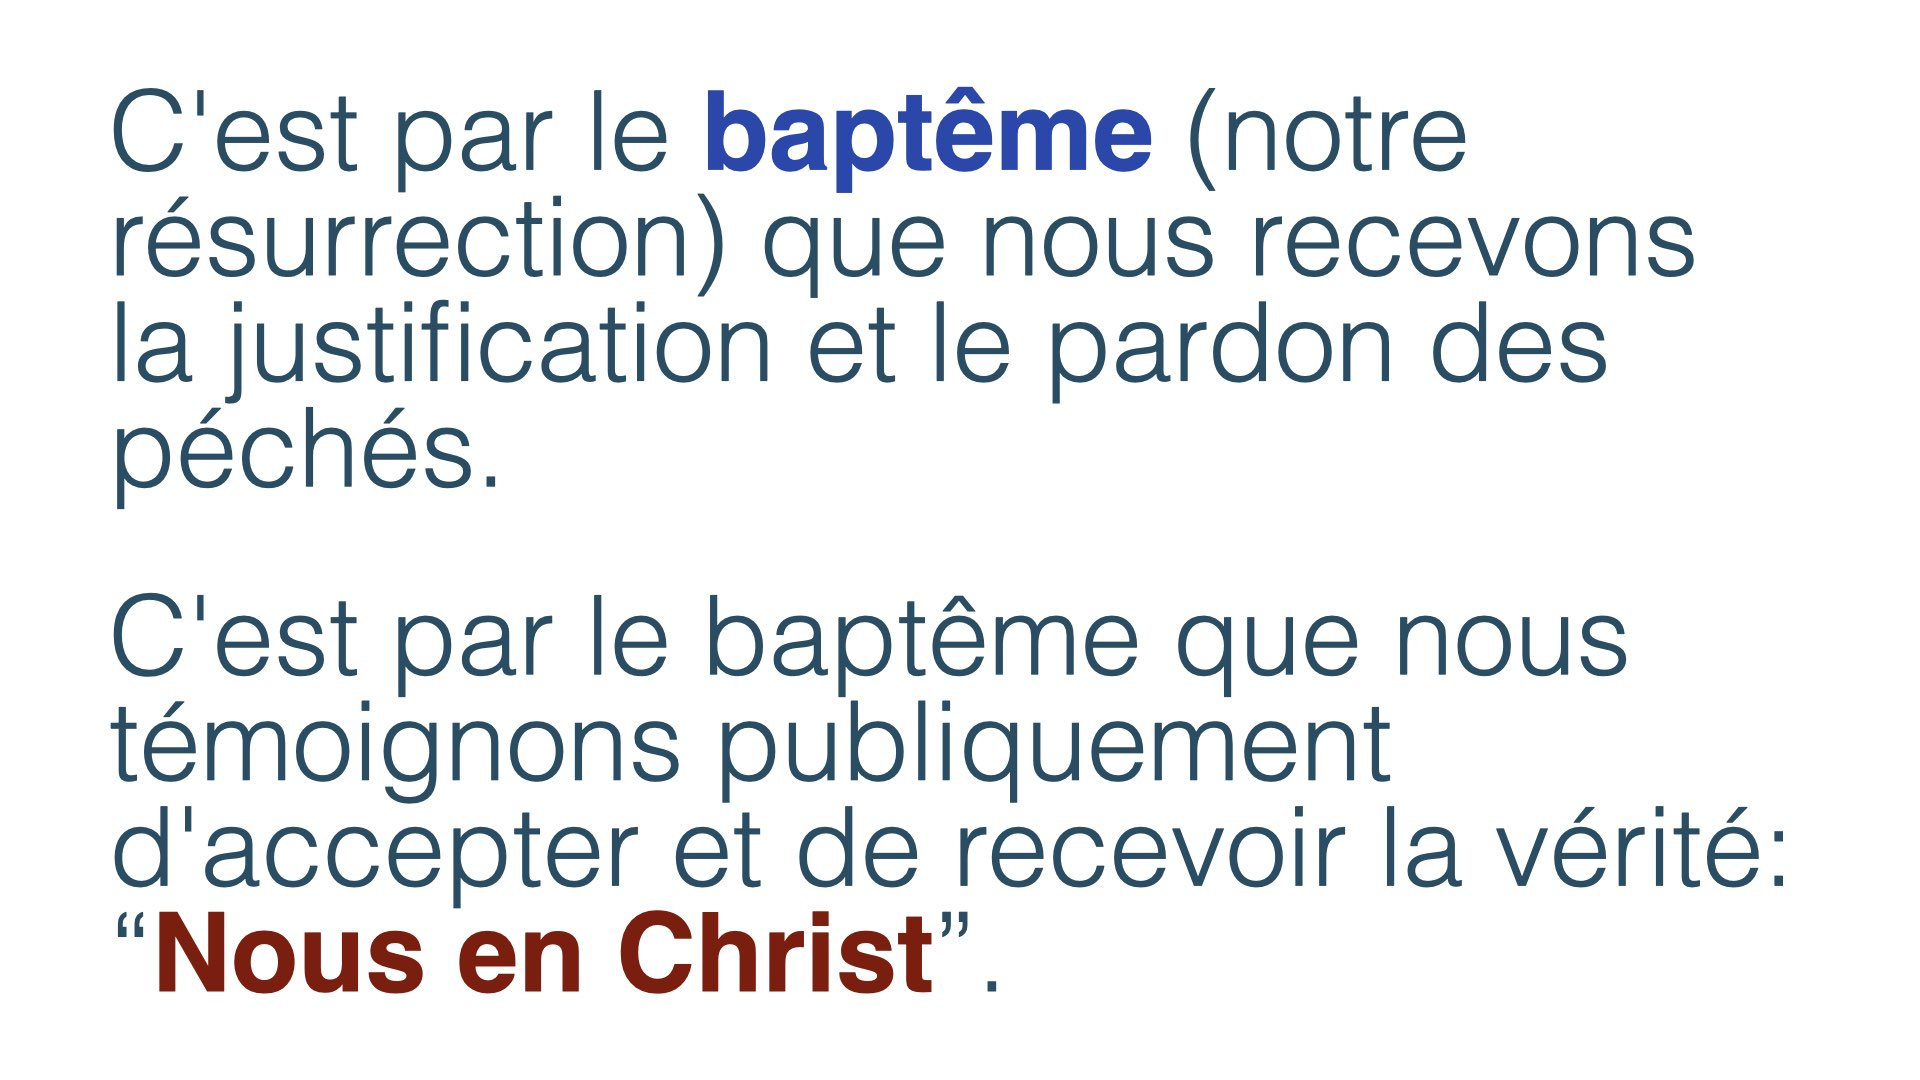 C'est par le baptême (notre
résurrection) que nous recevons
la justification et le pardon des
péchés.
C'est par le baptême que nous
témoignons publiquement
d'accepter et de recevoir la vérité:
“Nous en Christ”.